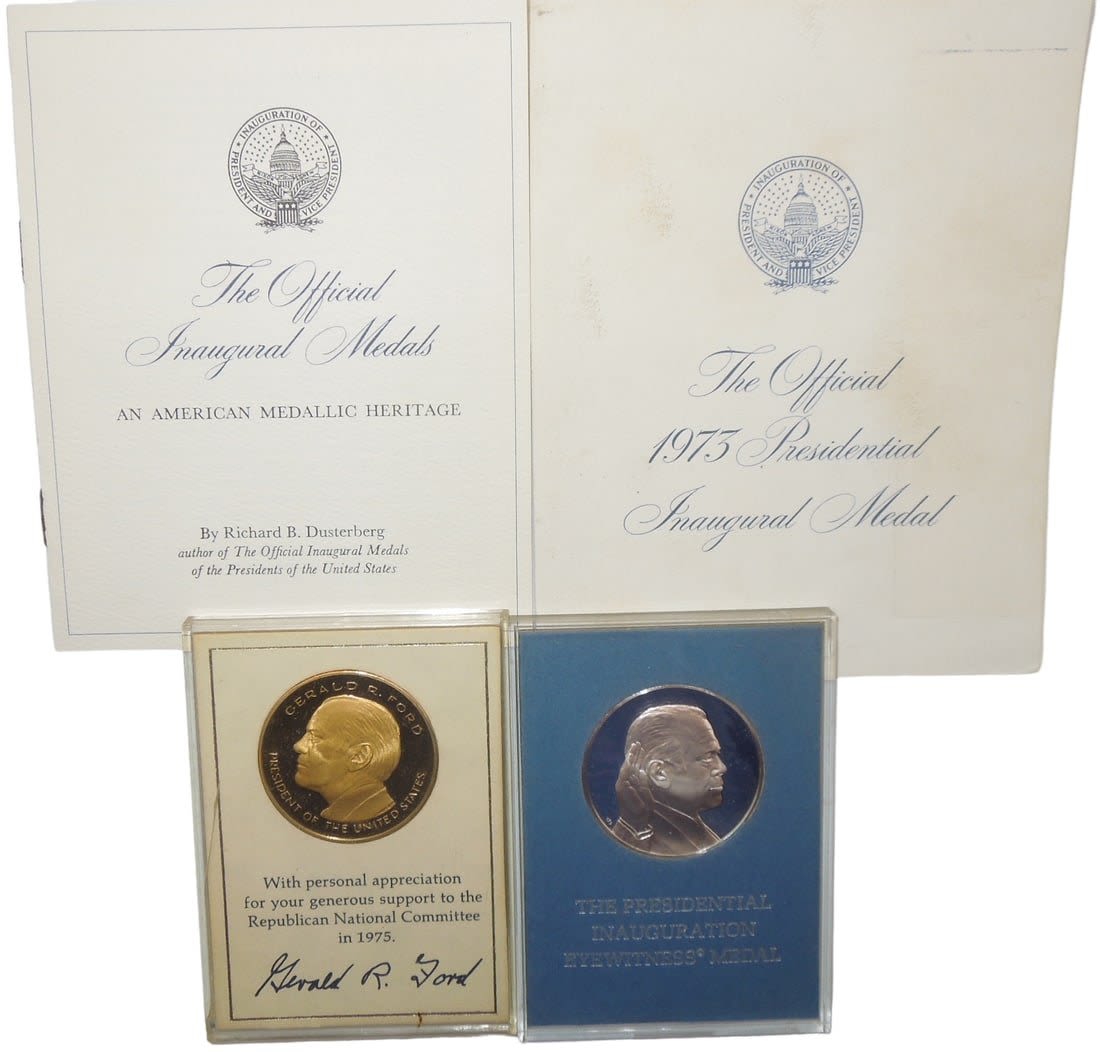 INAUGURATION OF
PRESIDENT AND VICE PRESIDENT
The Official
Inaugural Medals
AN AMERICAN MEDALLIC HERITAGE
By Richard B. Dusterberg
author of The Official Inaugural Medals
of the Presidents of the United States
INAUGURATION OF
PRESIDENT AND VICE PRESIDENT
The Official
1973 Presidential
Inaugural Medal
GERALD R. FORD
PRESIDENT OF THE UNITED STATES
With personal appreciation
for your generous support to the
Republican National Committee
in 1975.
Gerald R. Ford
THE PRESIDENTIAL
INAUGURATION
EYEWITNESS® MEDAL